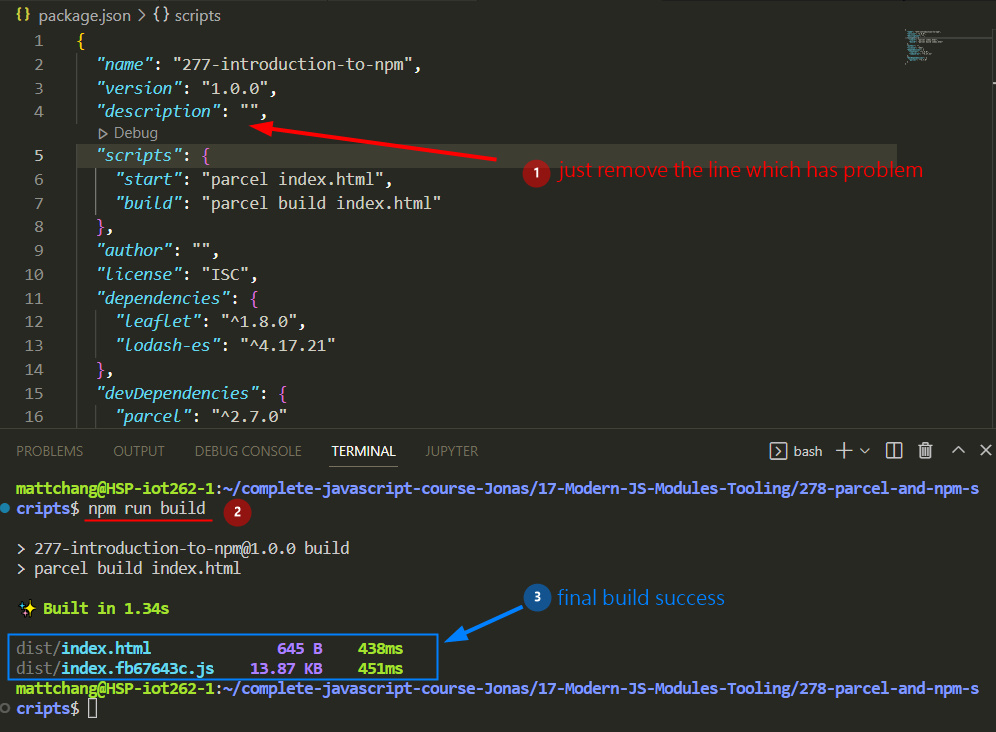 {} package.json > {} scripts
1 {
2 "name": "277-introduction-to-npm",
3 "version": "1.0.0",
4 "description": "",
Debug
5 "scripts": {
6 "start": "parcel index.html",
7 "build": "parcel build index.html"
8 },
9 "author": "",
10 "license": "ISC",
11 "dependencies": {
12 "leaflet": "^1.8.0",
13 "lodash-es": "^4.17.21"
14 },
15 "devDependencies": {
16 "parcel": "^2.7.0"
1 just remove the line which has problem
PROBLEMS OUTPUT DEBUG CONSOLE TERMINAL JUPYTER bash
mattchang@HSP-iot262-1:~/complete-javascript-course-Jonas/17-Modern-JS-Modules-Tooling/278-parcel-and-npm-s
cripts$ npm run build 2
> 277-introduction-to-npm@1.0.0 build
> parcel build index.html
✨ Built in 1.34s
3 final build success
dist/index.html 645 B 438ms
dist/index.fb67643c.js 13.87 KB 451ms
mattchang@HSP-iot262-1:~/complete-javascript-course-Jonas/17-Modern-JS-Modules-Tooling/278-parcel-and-npm-s
cripts$